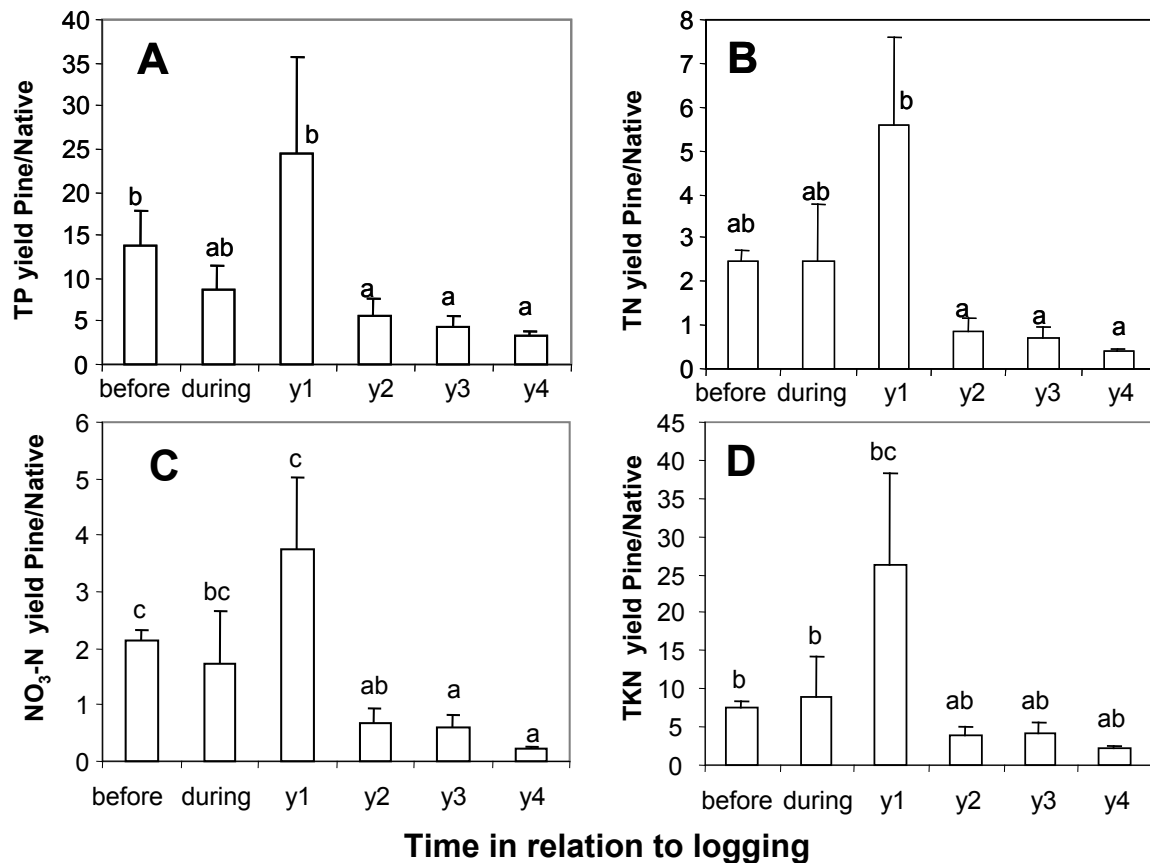 A
TP yield Pine/Native
40
35
30
25
20
15
10
5
0
b
ab
b
a
a
a
before during y1 y2 y3 y4
B
TN yield Pine/Native
8
7
6
5
4
3
2
1
0
ab
ab
b
a
a
a
before during y1 y2 y3 y4
C
NO3-N yield Pine/Native
6
5
4
3
2
1
0
c
bc
c
ab
a
a
before during y1 y2 y3 y4
D
TKN yield Pine/Native
45
40
35
30
25
20
15
10
5
0
b
b
bc
ab
ab
ab
before during y1 y2 y3 y4
Time in relation to logging